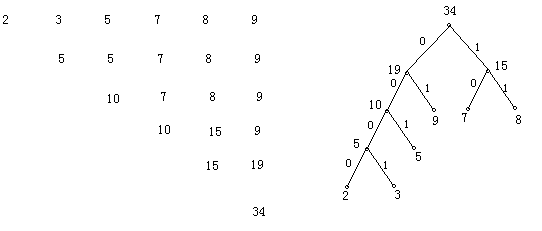 2 3 5 7 8 9
5 5 7 8 9
10 7 8 9
10 15 9
15 19
34
34
0 1
19 15
0 1 0 1
10 9 7 8
0 1
5 5
0 1
2 3